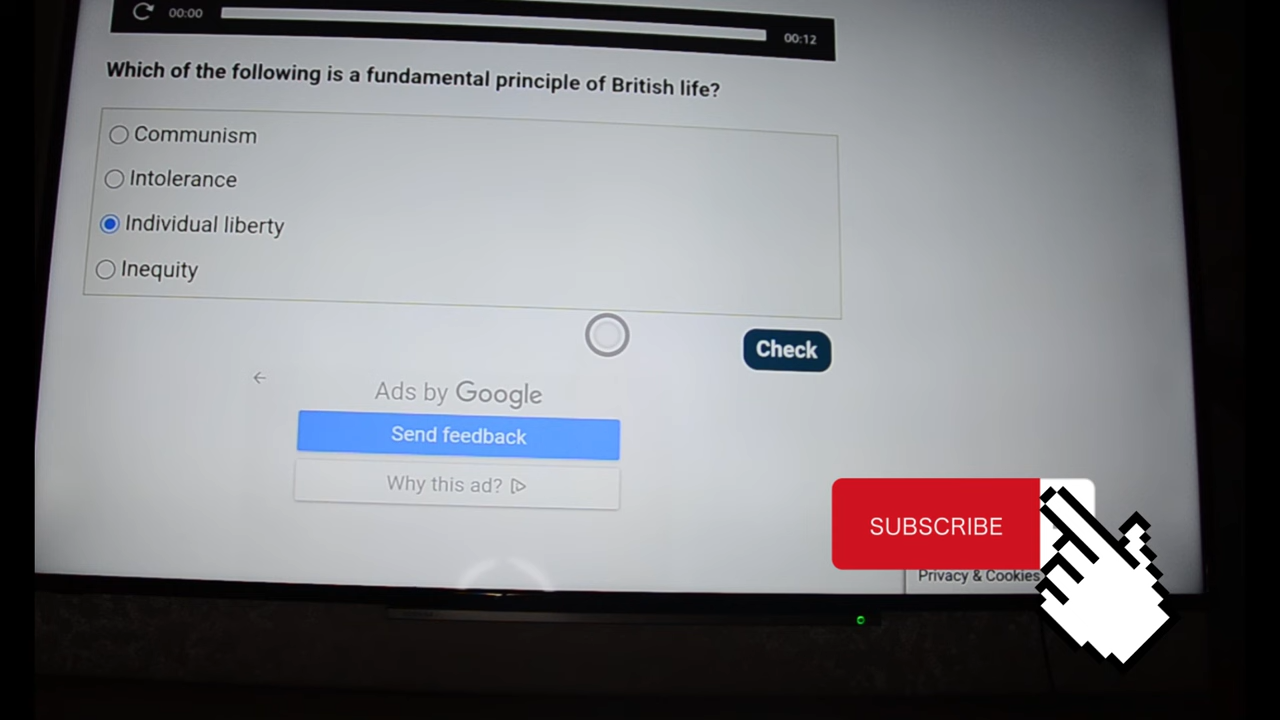 00:00
00:12
Which of the following is a fundamental principle of British life?
Communism
Intolerance
Individual liberty
Inequity
Check
Ads by Google
Send feedback
Why this ad?
SUBSCRIBE
Privacy & Cookies